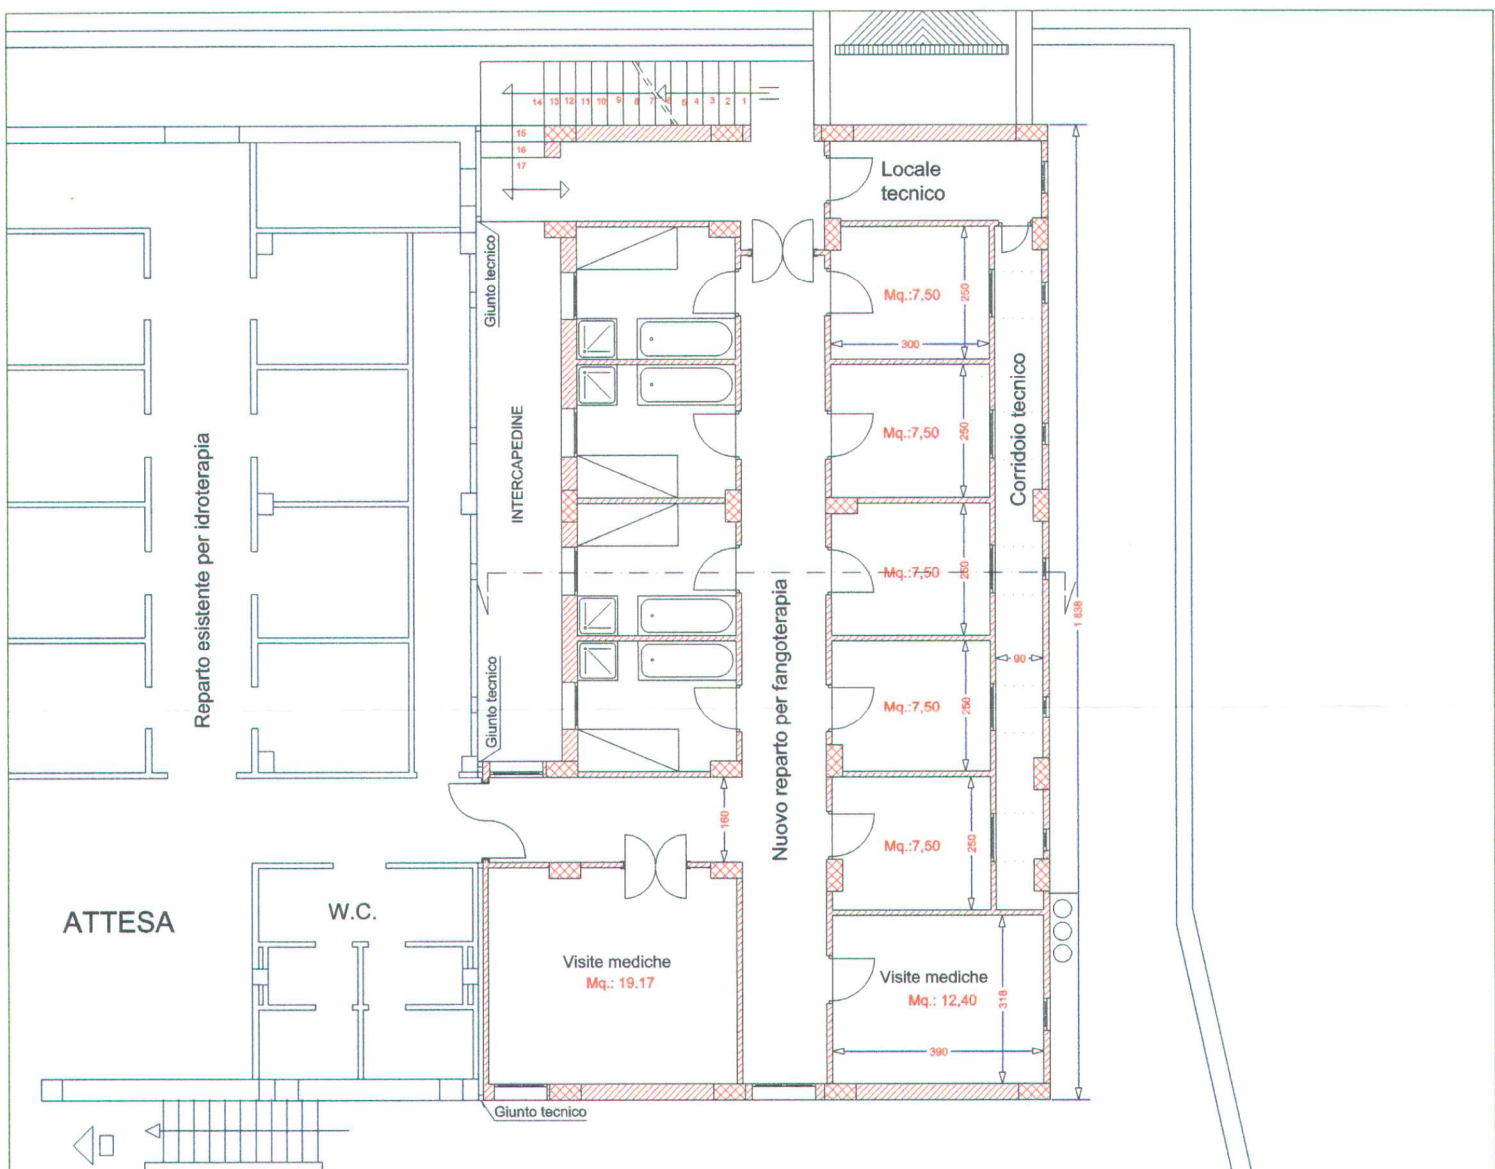 14 13 12 11 10 9 8 7 6 5 4 3 2 1
15
16
17
Locale
tecnico
Giunto tecnico
Mq.:7,50
250
300
INTERCAPEDINE
Corridoio tecnico
Mq.:7,50
250
Reparto esistente per idroterapia
Mq.:7,50
250
Nuovo reparto per fangoterapia
1 838
90
Giunto tecnico
Mq.:7,50
250
160
Mq.:7,50
250
ATTESA
W.C.
Visite mediche
Mq.: 19.17
Visite mediche
Mq.: 12,40
318
390
Giunto tecnico